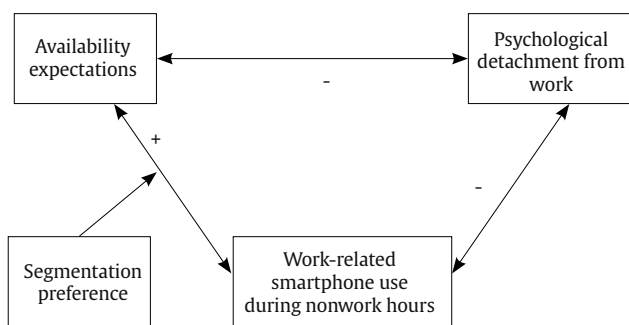 Availability
expectations
Psychological
detachment from
work
-
+
-
Segmentation
preference
Work-related
smartphone use
during nonwork hours